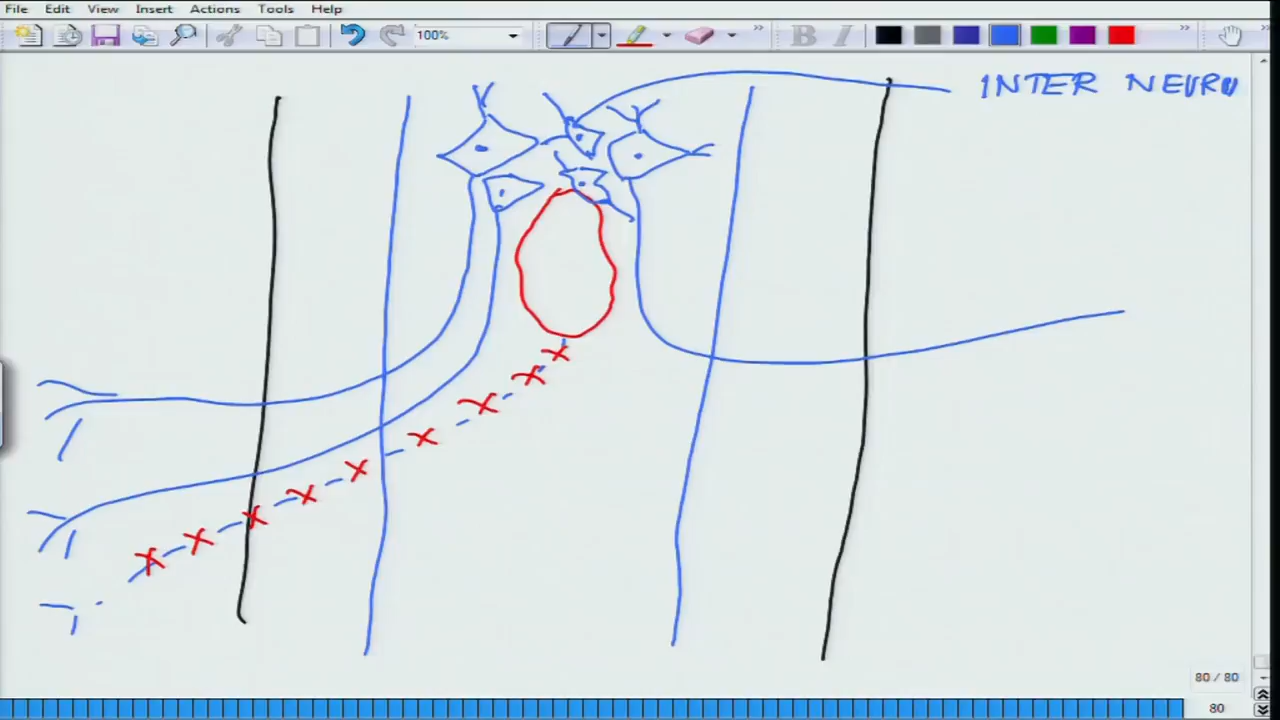 File Edit View Insert Actions Tools Help
100%
INTER NEURO
80 / 80
80